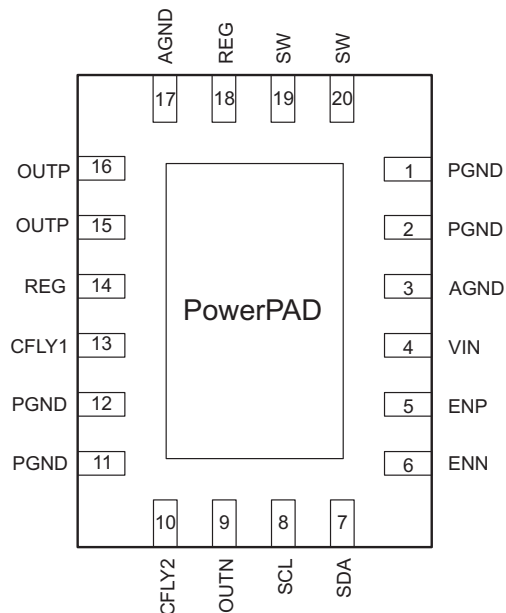 AGND REG SW SW
17 18 19 20
OUTP 16 1 PGND
OUTP 15 2 PGND
REG 14 3 AGND
PowerPAD
CFLY1 13 4 VIN
PGND 12 5 ENP
PGND 11 6 ENN
10 9 8 7
CFLY2 OUTN SCL SDA